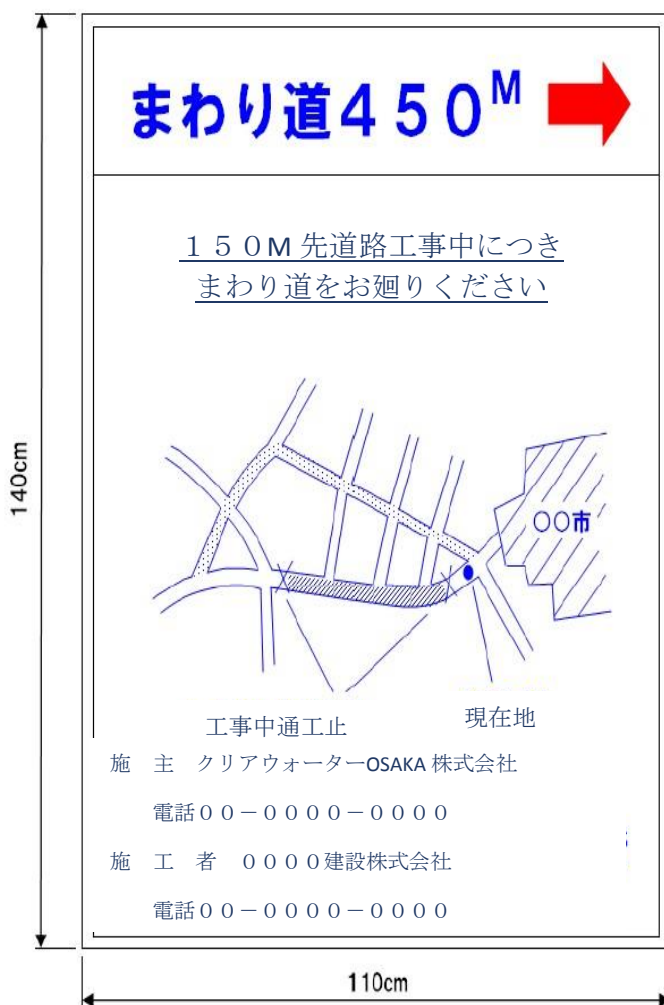 まわり道４５０M
１５０M 先道路工事中につき
まわり道をお廻りください
140cm
〇〇市
現在地
工事中通工止
施　主　クリアウォーターOSAKA 株式会社
電話００－００００－００００
施　工　者　００００建設株式会社
電話００－００００－００００
110cm